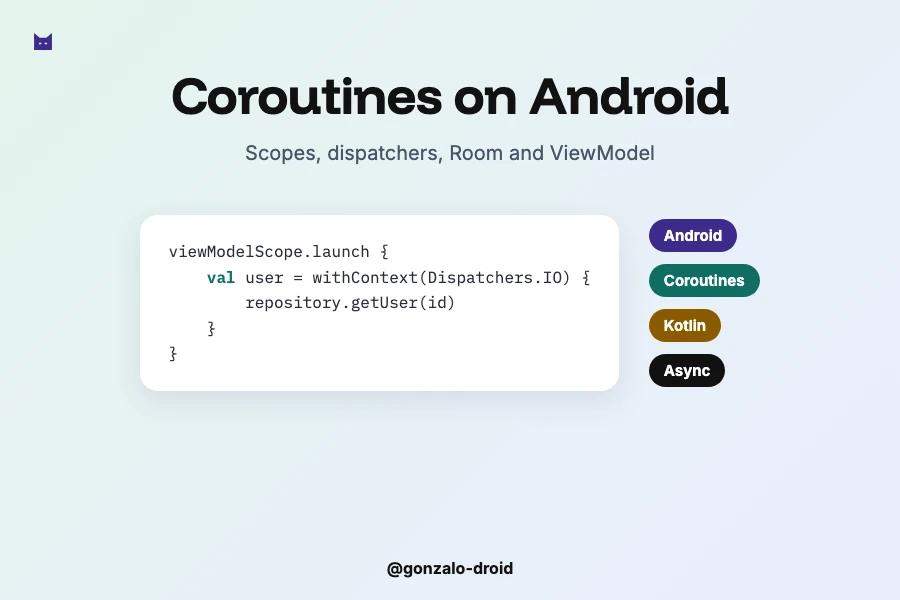 Coroutines on Android
Scopes, dispatchers, Room and ViewModel
viewModelScope.launch {
    val user = withContext(Dispatchers.IO) {
        repository.getUser(id)
    }
}
Android
Coroutines
Kotlin
Async
@gonzalo-droid